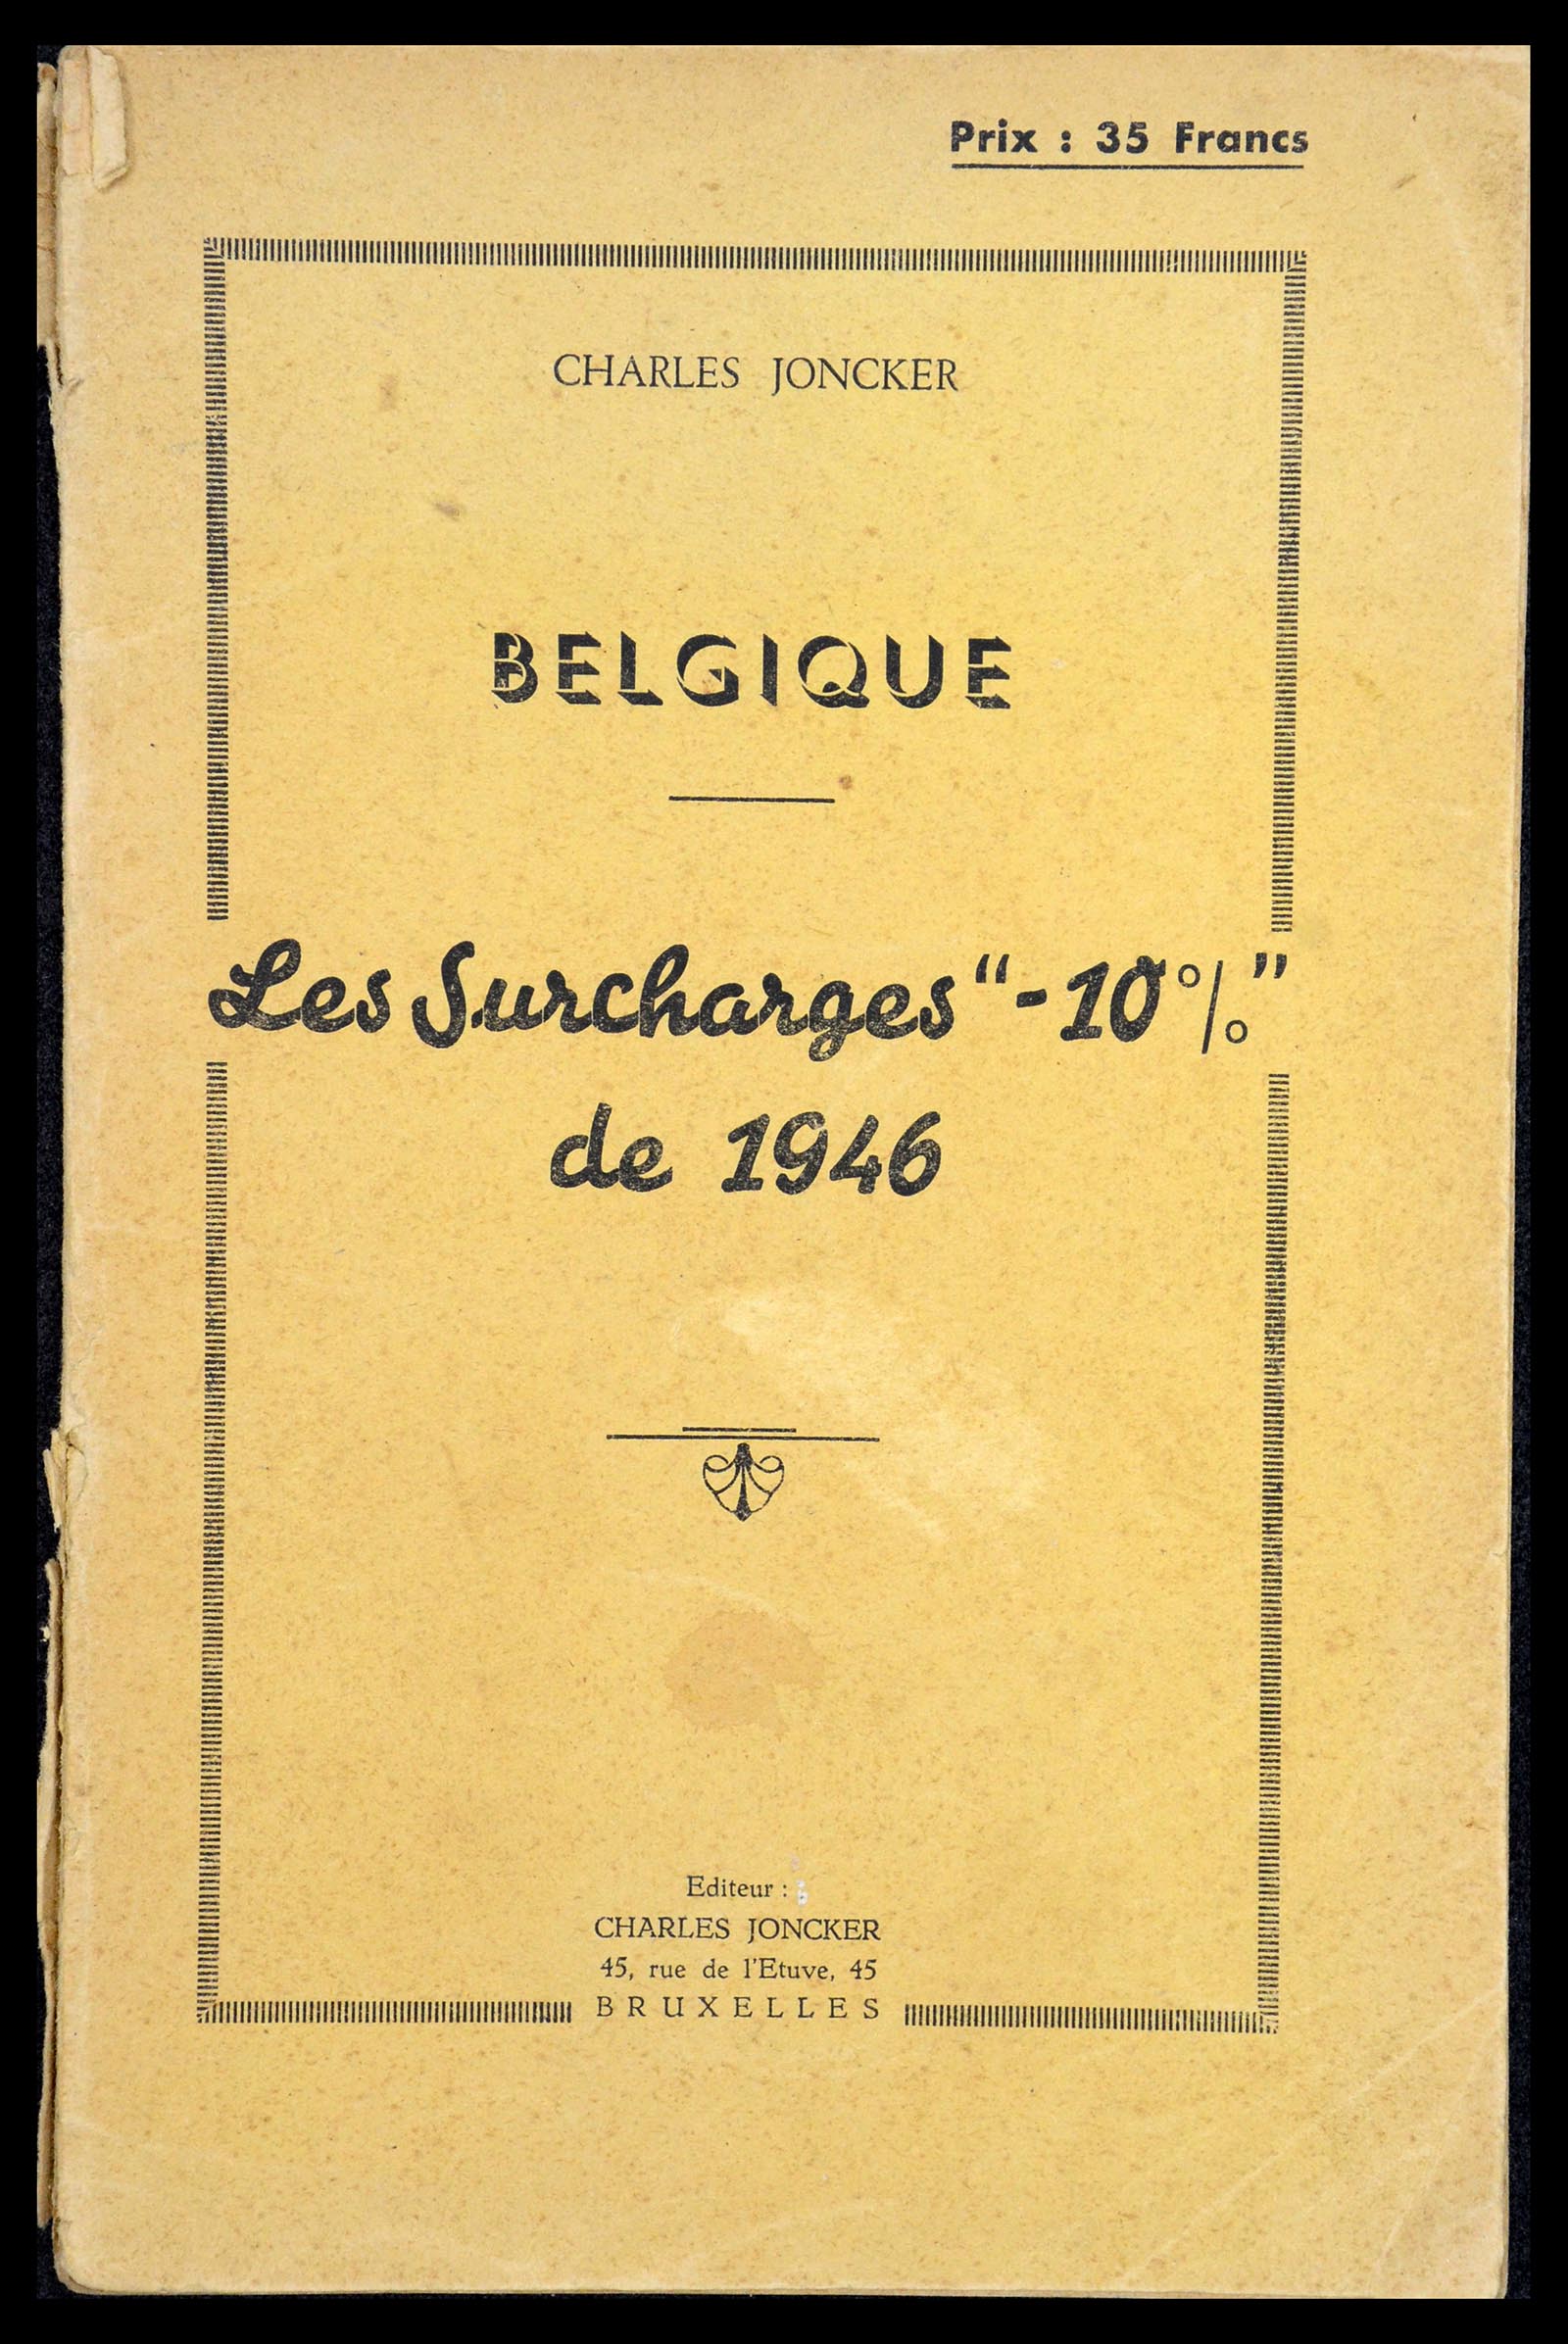 Prix : 35 Francs
CHARLES JONCKER
BELGIQUE
Les Surcharges "-10%"
de 1946
Editeur :
CHARLES JONCKER
45, rue de l'Etuve, 45
BRUXELLES